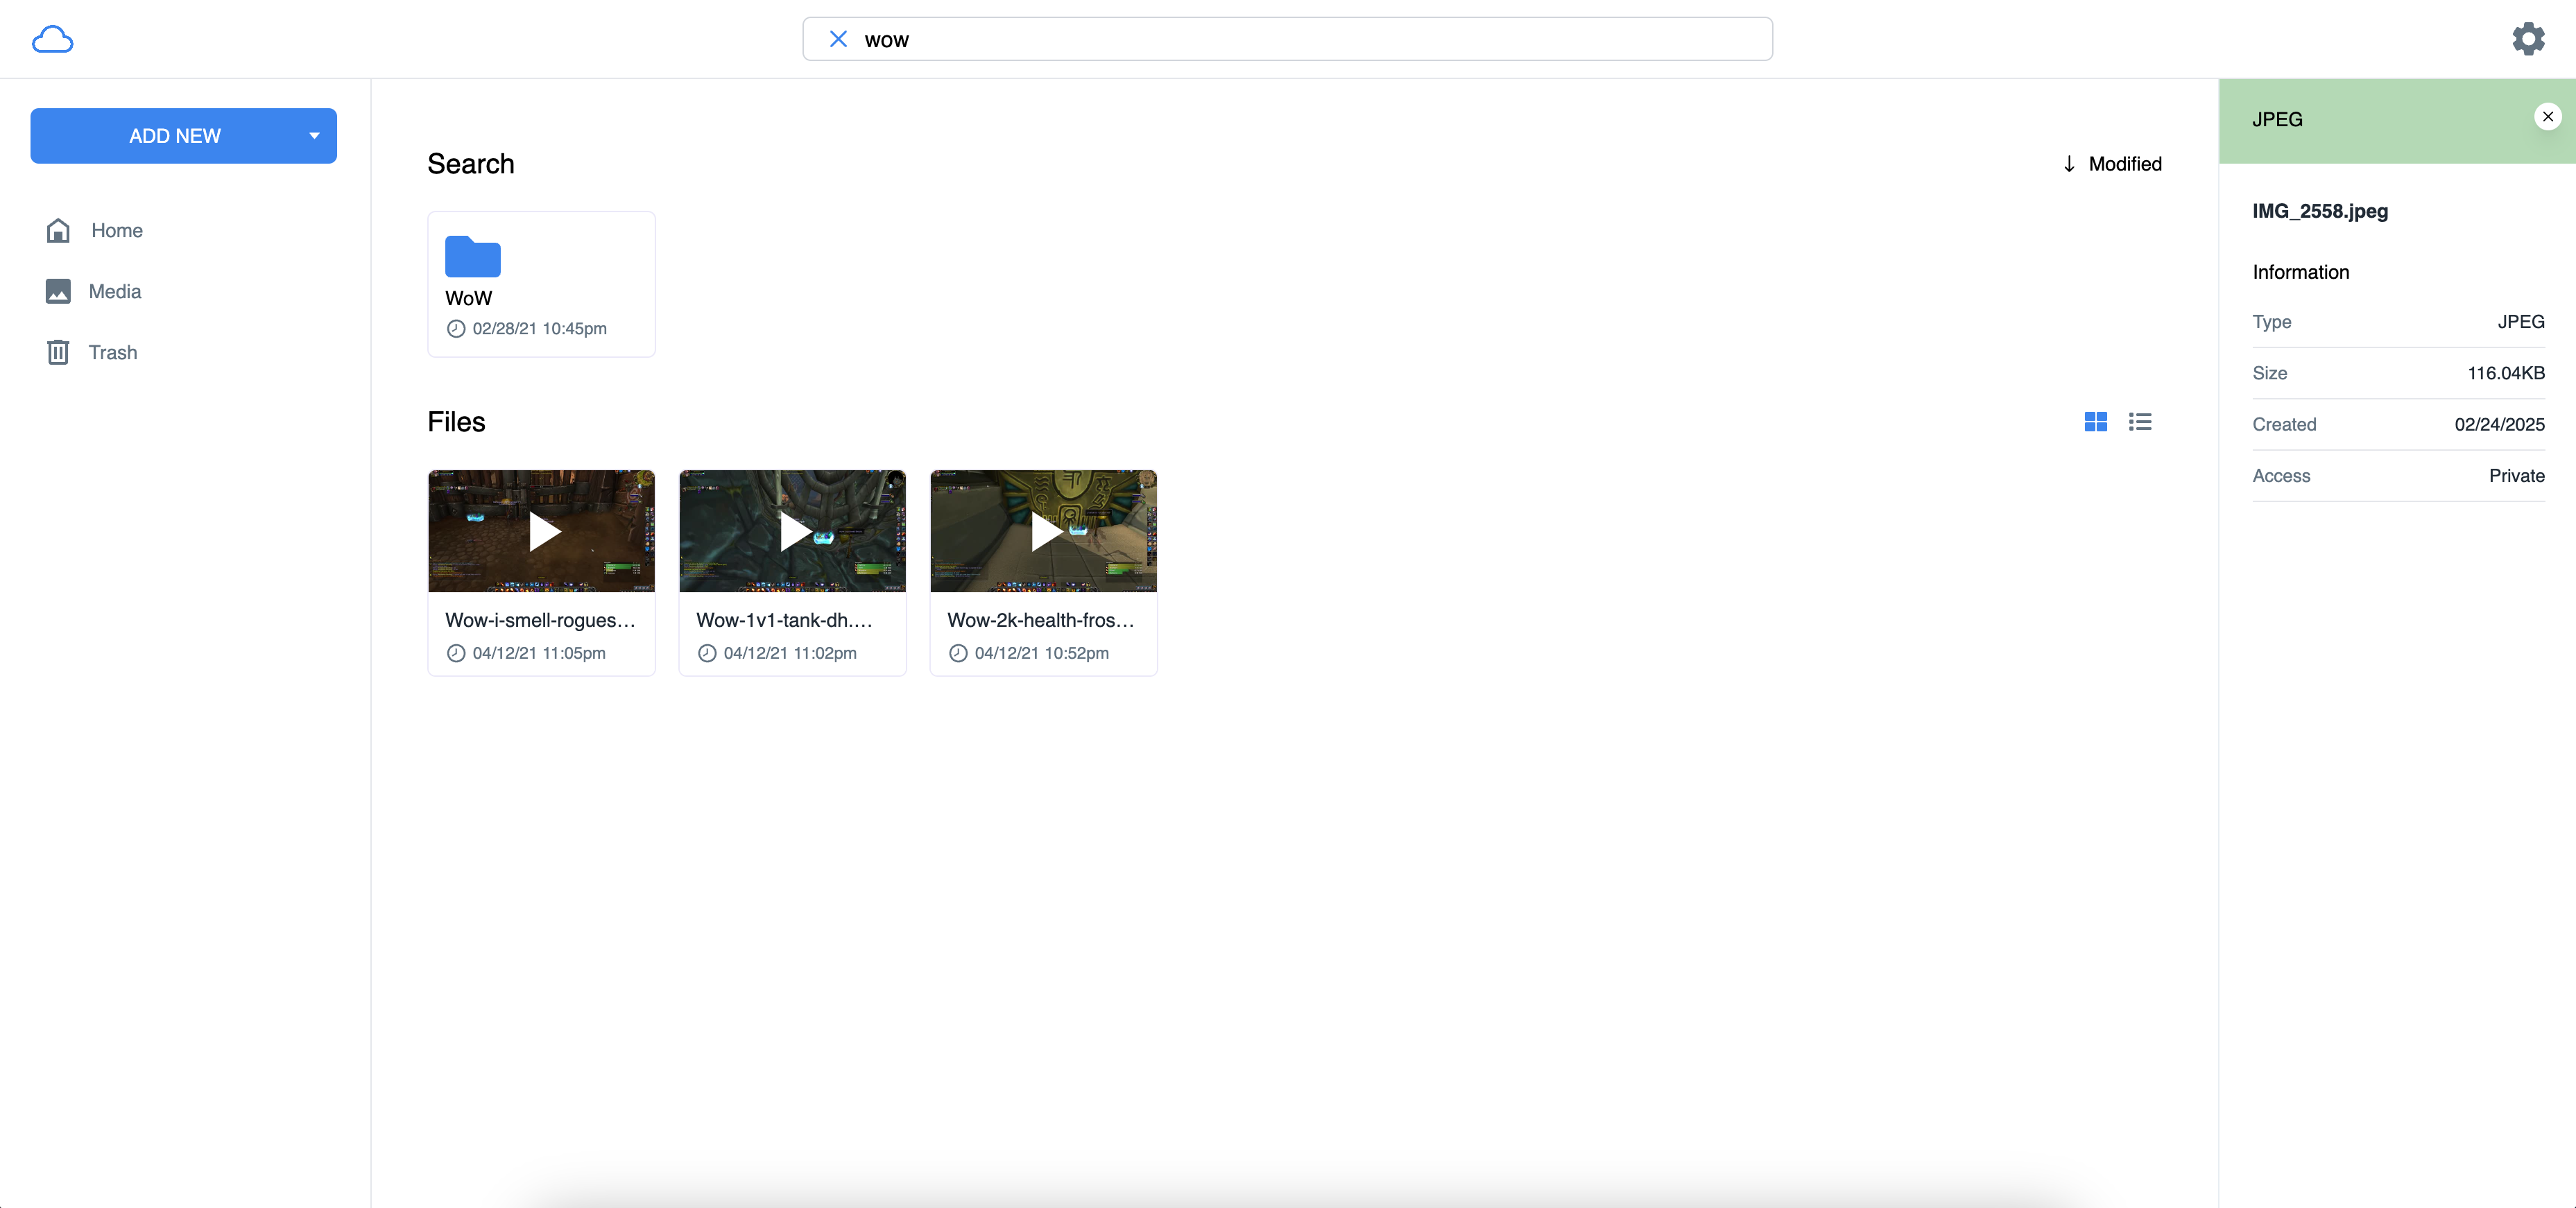 wow
ADD NEW
Home
Media
Trash
Search
Modified
WoW
02/28/21 10:45pm
Files
Wow-i-smell-rogues...
04/12/21 11:05pm
Wow-1v1-tank-dh....
04/12/21 11:02pm
Wow-2k-health-fros...
04/12/21 10:52pm
JPEG
IMG_2558.jpeg
Information
Type JPEG
Size 116.04KB
Created 02/24/2025
Access Private